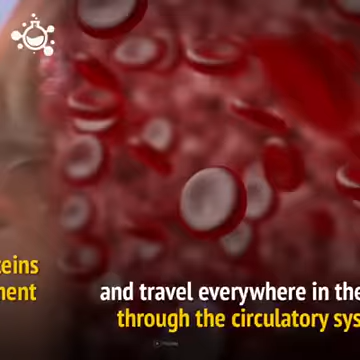 teins
ment
and travel everywhere in the
through the circulatory sys